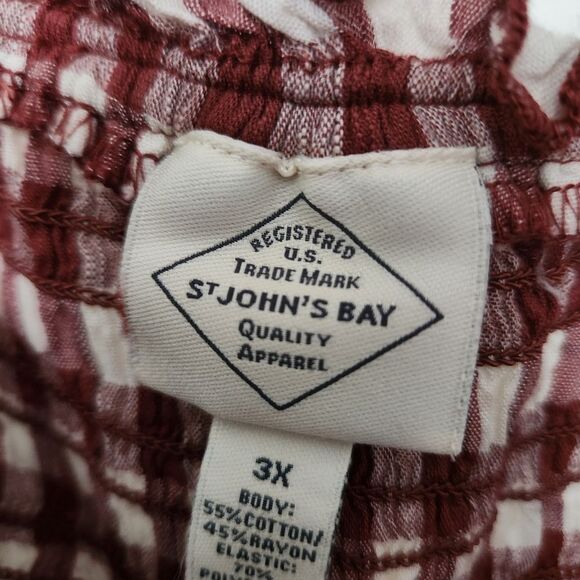 REGISTERED
U.S.
TRADE MARK
ST JOHN'S BAY
QUALITY
APPAREL
3X
BODY:
55%COTTON/
45%RAYON
ELASTIC:
70%